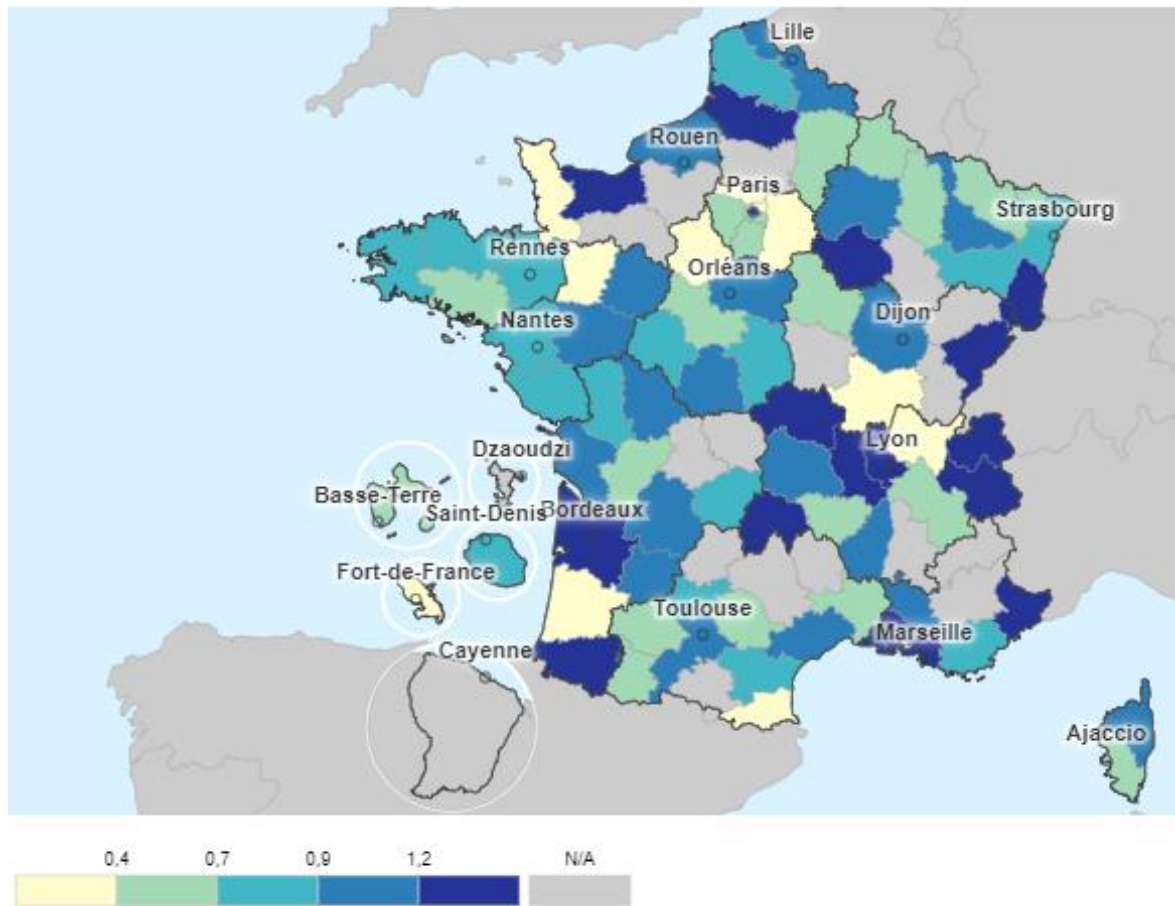 Lille
Rouen
Paris
Strasbourg
Rennes
Orléans
Nantes
Dijon
Lyon
Dzaoudzi
Basse-Terre
Saint-Denis
Bordeaux
Fort-de-France
Toulouse
Marseille
Cayenne
Ajaccio
0,4 0,7 0,9 1,2 N/A